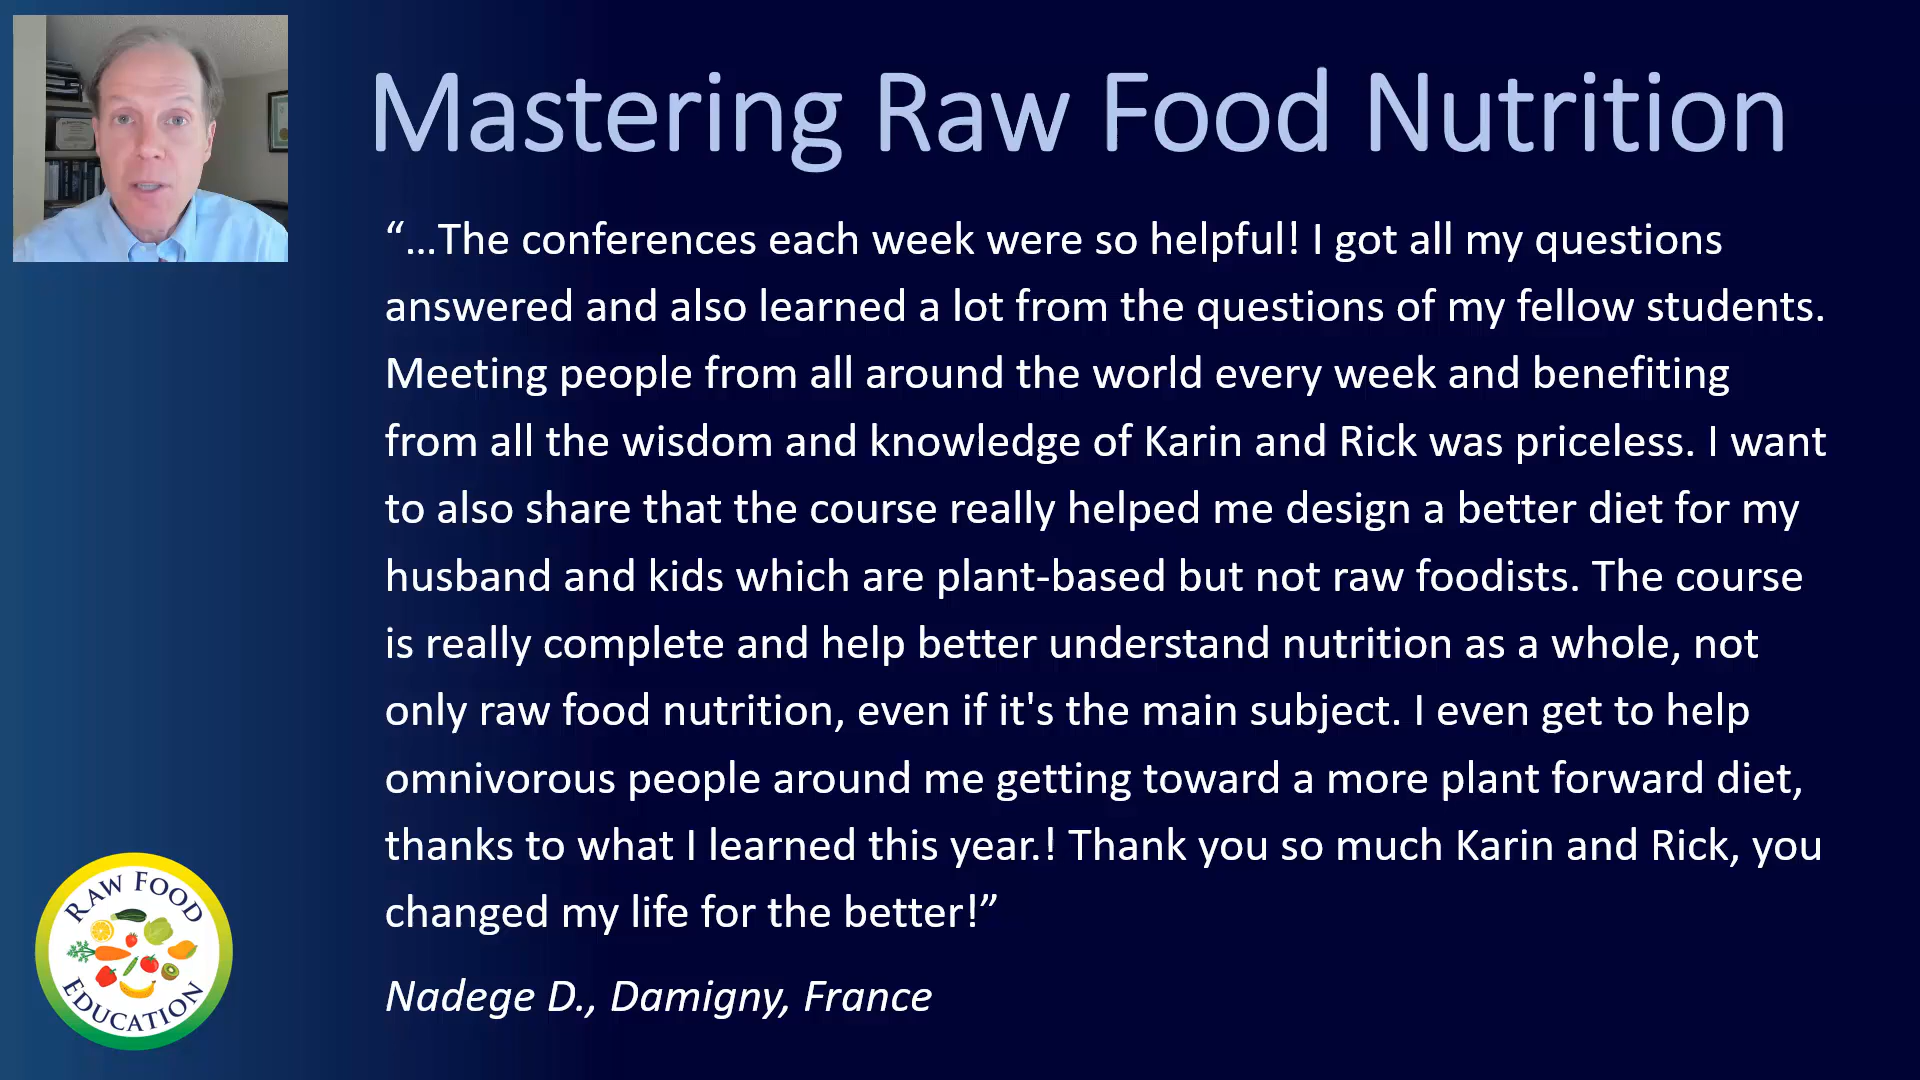 Mastering Raw Food Nutrition
“...The conferences each week were so helpful! I got all my questions
answered and also learned a lot from the questions of my fellow students.
Meeting people from all around the world every week and benefiting
from all the wisdom and knowledge of Karin and Rick was priceless. I want
to also share that the course really helped me design a better diet for my
husband and kids which are plant-based but not raw foodists. The course
is really complete and help better understand nutrition as a whole, not
only raw food nutrition, even if it's the main subject. I even get to help
omnivorous people around me getting toward a more plant forward diet,
thanks to what I learned this year.! Thank you so much Karin and Rick, you
changed my life for the better!”
Nadege D., Damigny, France
RAW FOOD
EDUCATION